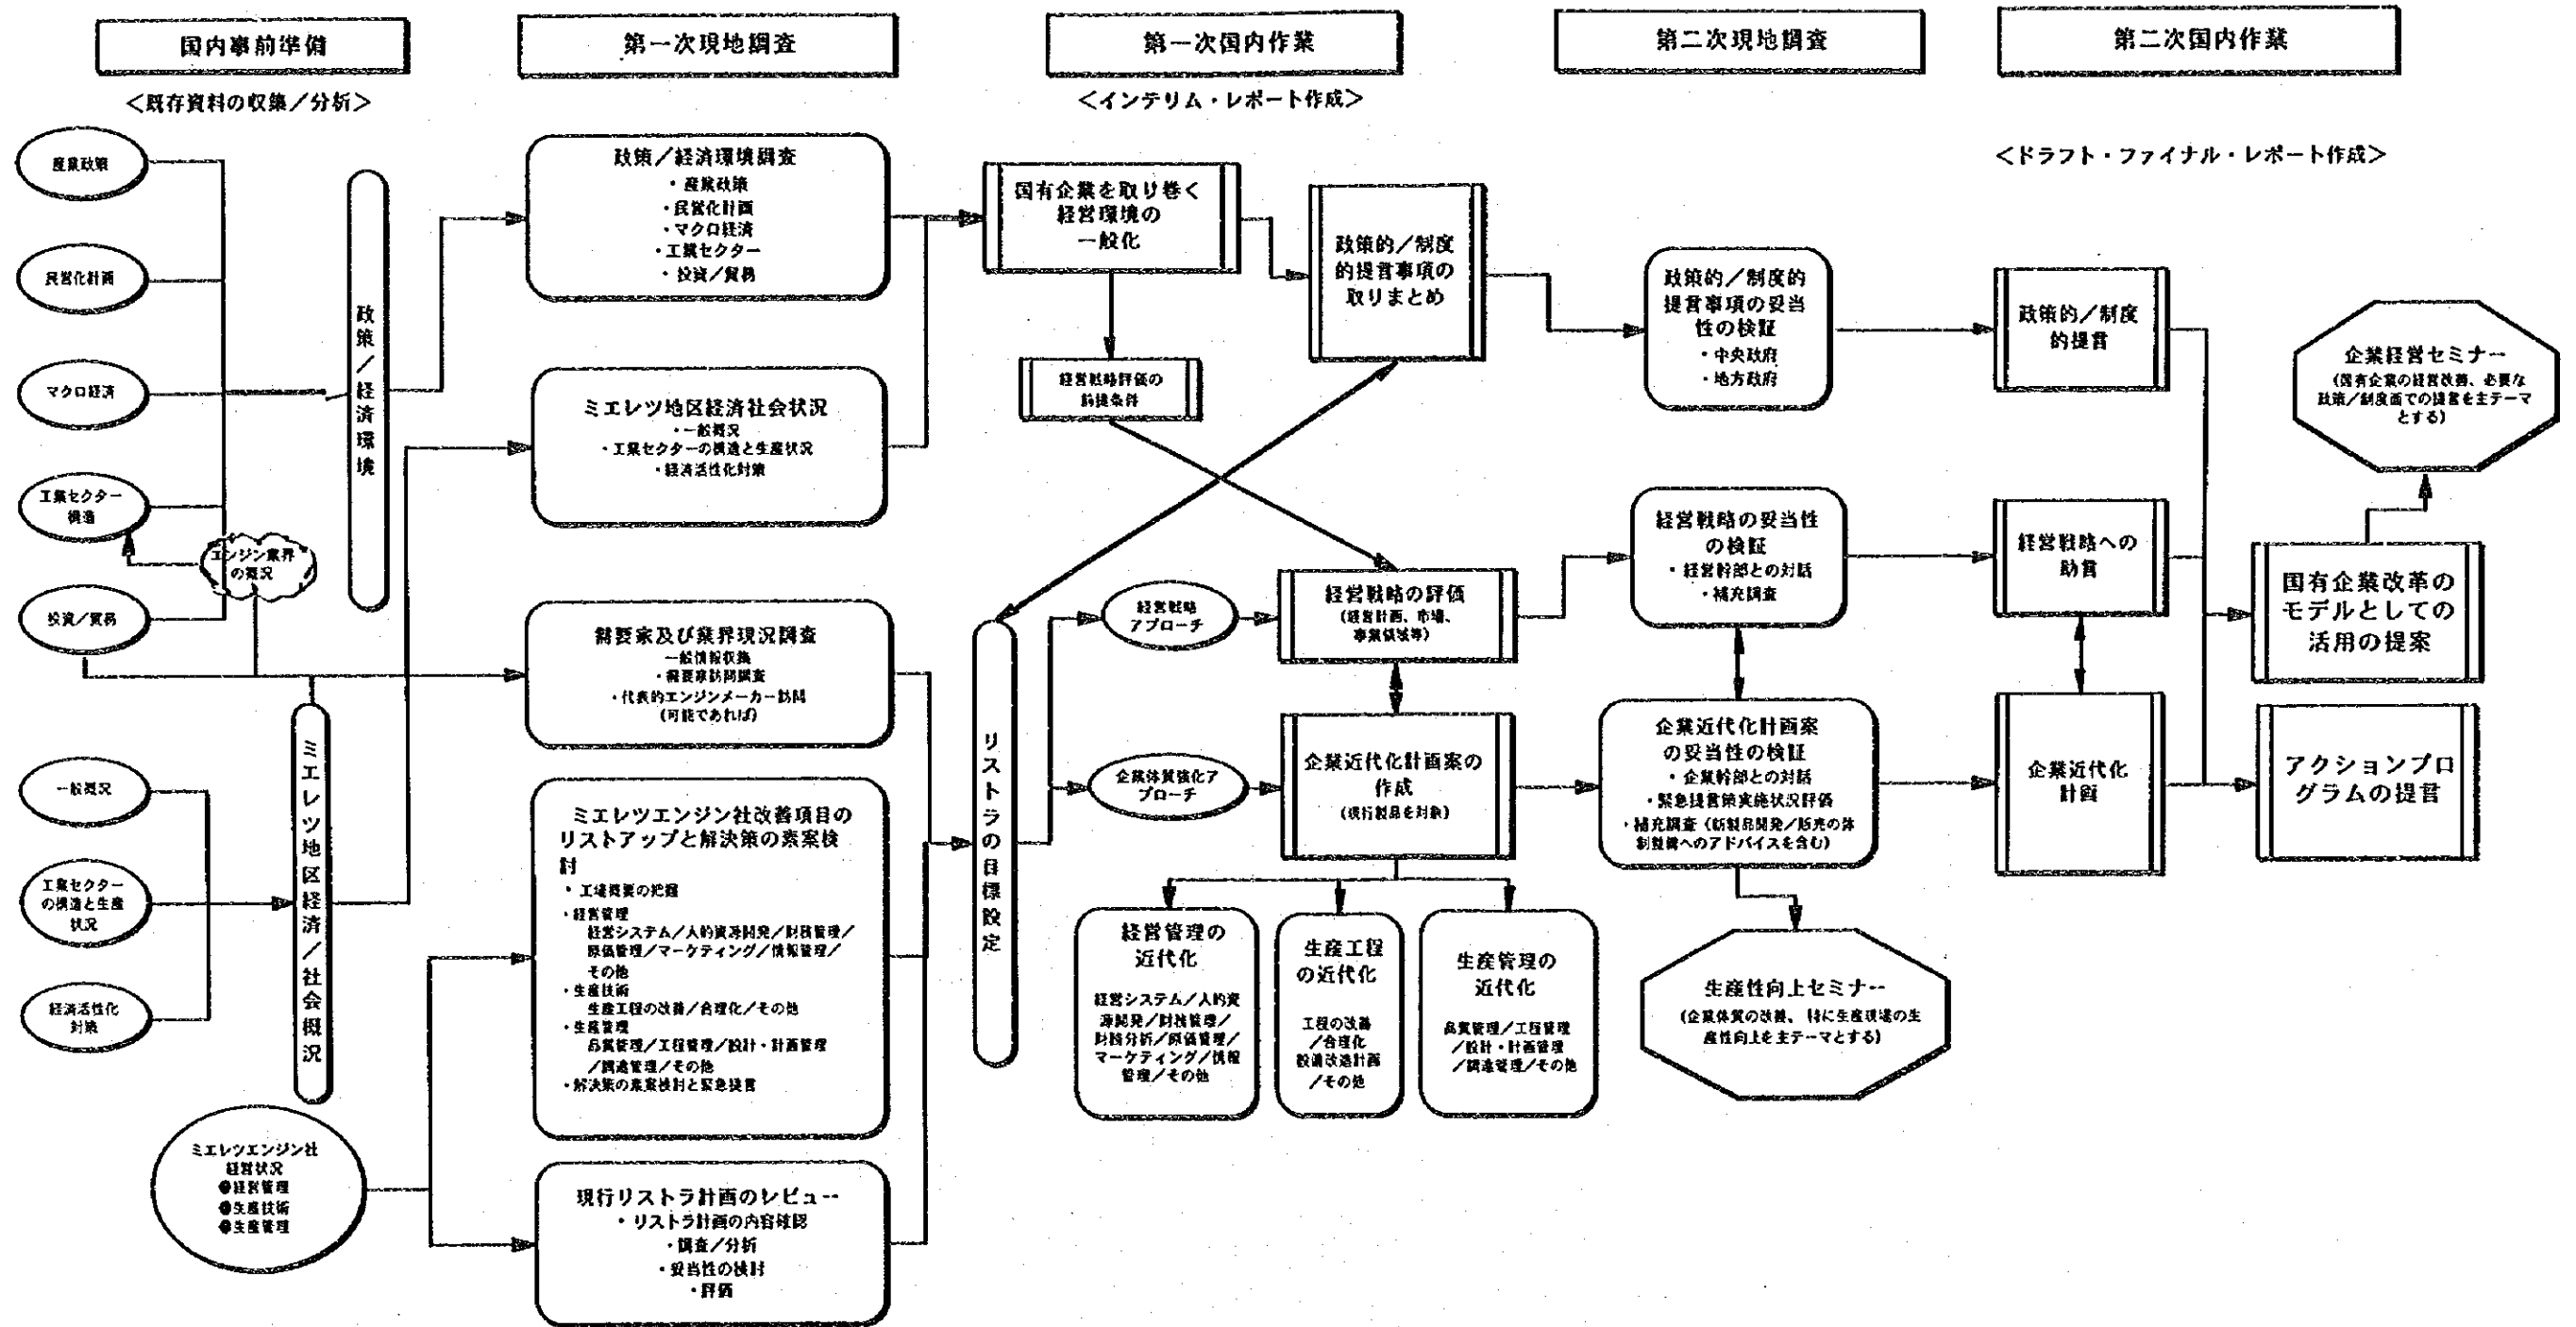 国内事前準備
＜既存資料の収集／分析＞
産業政策
民営化計画
マクロ経済
工業セクター
構造
エンジン業界
の概況
投資／貿易
政策／経済環境
一般概況
工業セクター
の構造と生産
状況
経済活性化
対策
ミエレツ地区経済／社会概況
ミエレツエンジン社
経営状況
●経営管理
●生産技術
●生産管理
第一次現地調査
政策／経済環境調査
・産業政策
・民営化計画
・マクロ経済
・工業セクター
・投資／貿易
ミエレツ地区経済社会状況
・一般概況
・工業セクターの構造と生産状況
・経済活性化対策
需要家及び業界現況調査
一般情報収集
・需要家訪問調査
・代表的エンジンメーカー訪問
(可能であれば)
ミエレツエンジン社改善項目の
リストアップと解決策の素案検
討
・工場概要の把握
・経営管理
経営システム／人的資源開発／財務管理／
原価管理／マーケティング／情報管理／
その他
・生産技術
生産工程の改善／合理化／その他
・生産管理
品質管理／工程管理／設計・計画管理
／調達管理／その他
・解決策の素案検討と緊急提言
現行リストラ計画のレビュー
・リストラ計画の内容確認
・調査／分析
・妥当性の検討
・評価
第一次国内作業
＜インテリム・レポート作成＞
国有企業を取り巻く
経営環境の
一般化
経営戦略評価の
前提条件
政策的／制度
的提言事項の
取りまとめ
リストラの目標設定
経営戦略
アプローチ
経営戦略の評価
(経営計画、市場、
事業領域等)
企業体質強化ア
プローチ
企業近代化計画案の
作成
(現行製品を対象)
経営管理の
近代化
経営システム／人的資
源開発／財務管理／
財務分析／原価管理／
マーケティング／情報
管理／その他
生産工程
の近代化
工程の改善
／合理化
設備改造計画
／その他
生産管理の
近代化
品質管理／工程管理
／設計・計画管理
／調達管理／その他
第二次現地調査
政策的／制度的
提言事項の妥当
性の検証
・中央政府
・地方政府
経営戦略の妥当性
の検証
・経営幹部との対話
・補充調査
企業近代化計画案
の妥当性の検証
・企業幹部との対話
・緊急提言策実施状況評価
・補充調査 (新製品開発／販売の体
制整備へのアドバイスを含む)
生産性向上セミナー
(企業体質の改善、特に生産現場の生
産性向上を主テーマとする)
第二次国内作業
＜ドラフト・ファイナル・レポート作成＞
政策的／制度
的提言
経営戦略への
助言
企業近代化
計画
企業経営セミナー
(国有企業の経営改善、必要な
政策／制度面での提言を主テーマ
とする)
国有企業改革の
モデルとしての
活用の提案
アクションプロ
グラムの提言